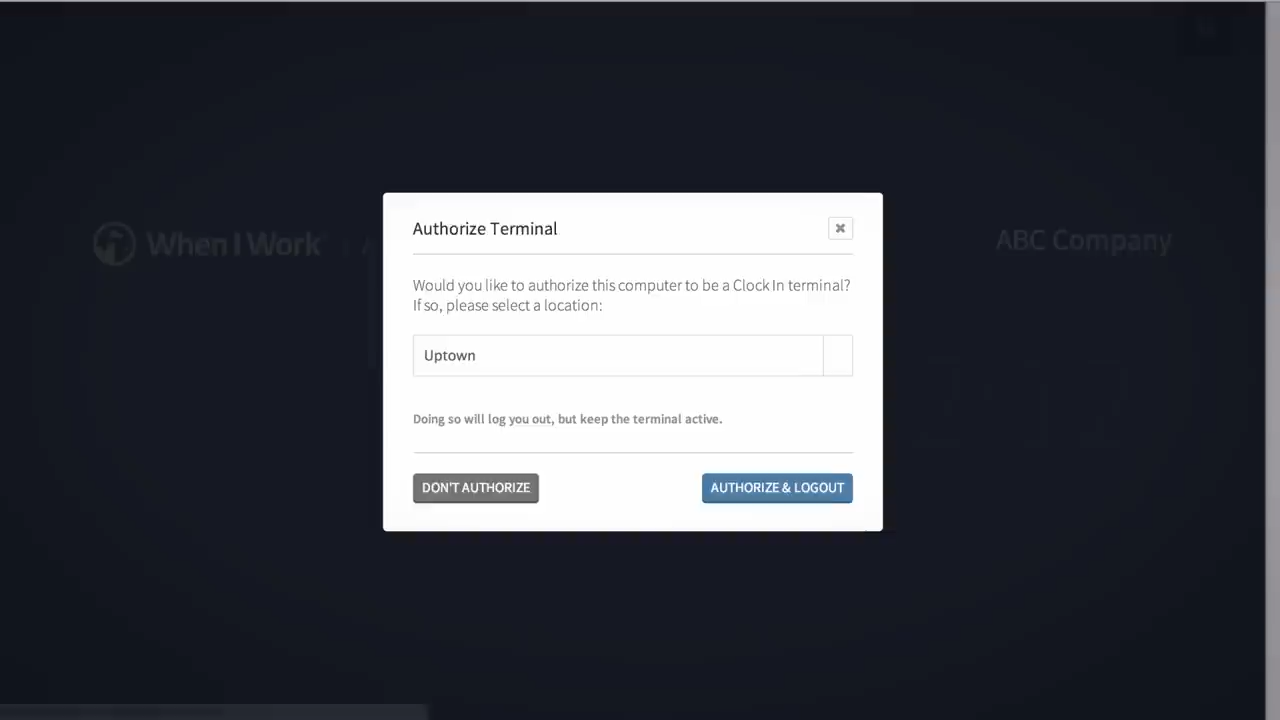 Authorize Terminal
When I Work
ABC Company
Would you like to authorize this computer to be a Clock In terminal?
If so, please select a location:
Uptown
Doing so will log you out, but keep the terminal active.
DON'T AUTHORIZE
AUTHORIZE & LOGOUT